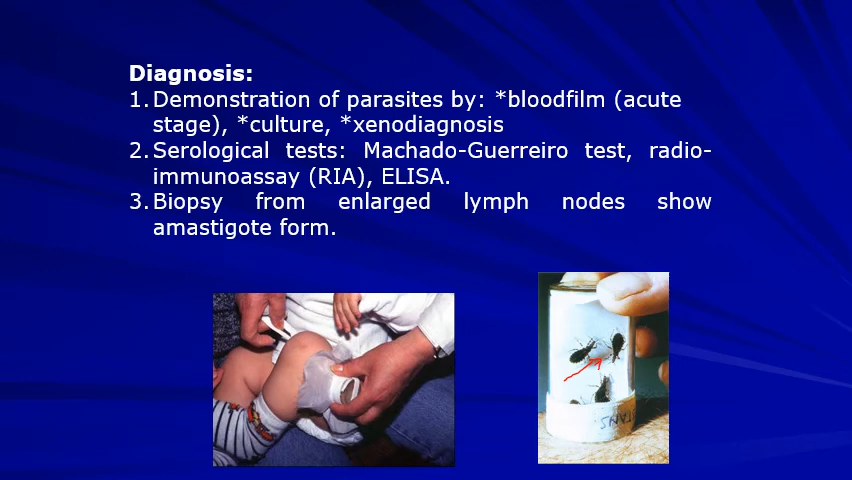 Diagnosis:
1. Demonstration of parasites by: *bloodfilm (acute
stage), *culture, *xenodiagnosis
2. Serological tests: Machado-Guerreiro test, radio-
immunoassay (RIA), ELISA.
3. Biopsy from enlarged lymph nodes show
amastigote form.